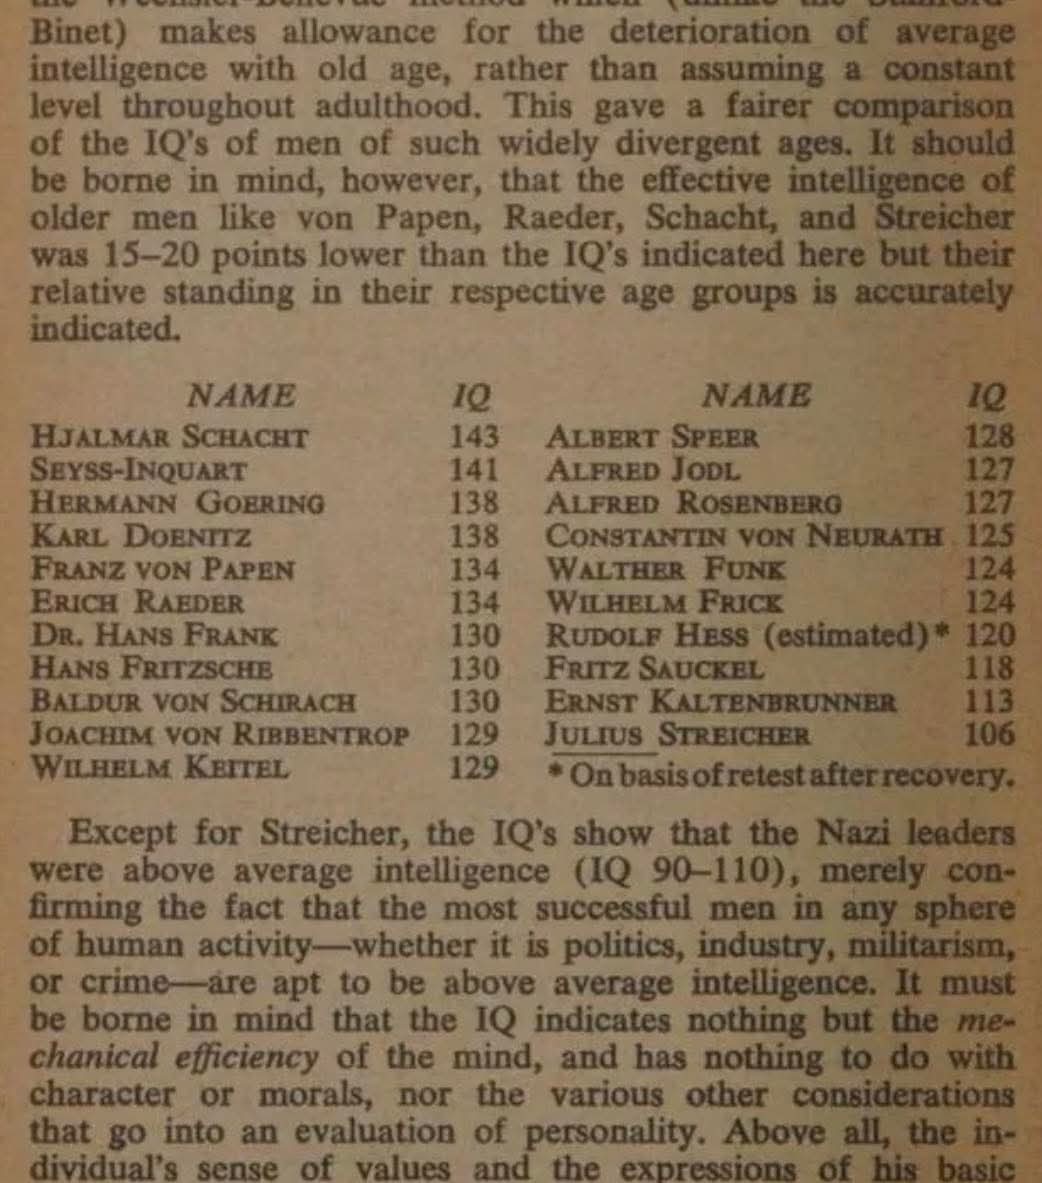 the Wechsler-Bellevue method which (unlike the Stanford-
Binet) makes allowance for the deterioration of average
intelligence with old age, rather than assuming a constant
level throughout adulthood. This gave a fairer comparison
of the IQ's of men of such widely divergent ages. It should
be borne in mind, however, that the effective intelligence of
older men like von Papen, Raeder, Schacht, and Streicher
was 15–20 points lower than the IQ's indicated here but their
relative standing in their respective age groups is accurately
indicated.
NAME IQ NAME IQ
HJALMAR SCHACHT 143 ALBERT SPEER 128
SEYSS-INQUART 141 ALFRED JODL 127
HERMANN GOERING 138 ALFRED ROSENBERG 127
KARL DOENITZ 138 CONSTANTIN VON NEURATH 125
FRANZ VON PAPEN 134 WALTHER FUNK 124
ERICH RAEDER 134 WILHELM FRICK 124
DR. HANS FRANK 130 RUDOLF HESS (estimated)* 120
HANS FRITZSCHE 130 FRITZ SAUCKEL 118
BALDUR VON SCHIRACH 130 ERNST KALTENBRUNNER 113
JOACHIM VON RIBBENTROP 129 JULIUS STREICHER 106
WILHELM KEITEL 129 * On basis of retest after recovery.
Except for Streicher, the IQ's show that the Nazi leaders
were above average intelligence (IQ 90–110), merely con-
firming the fact that the most successful men in any sphere
of human activity—whether it is politics, industry, militarism,
or crime—are apt to be above average intelligence. It must
be borne in mind that the IQ indicates nothing but the me-
chanical efficiency of the mind, and has nothing to do with
character or morals, nor the various other considerations
that go into an evaluation of personality. Above all, the in-
dividual's sense of values and the expressions of his basic